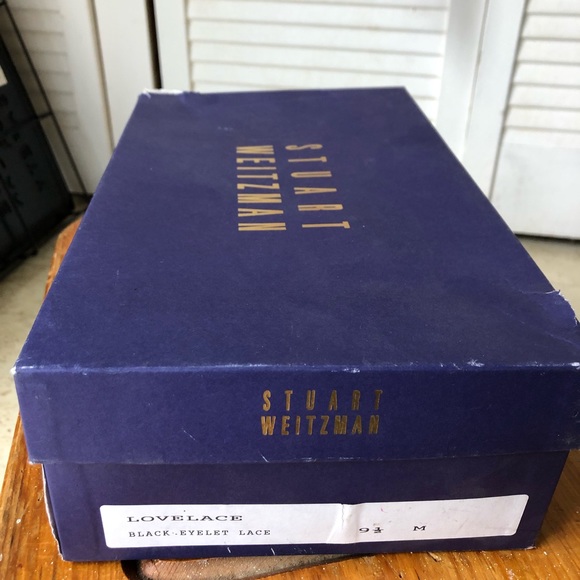 STUART
WEITZMAN
STUART
WEITZMAN
LOVELACE
BLACK EYELET LACE 9½ M